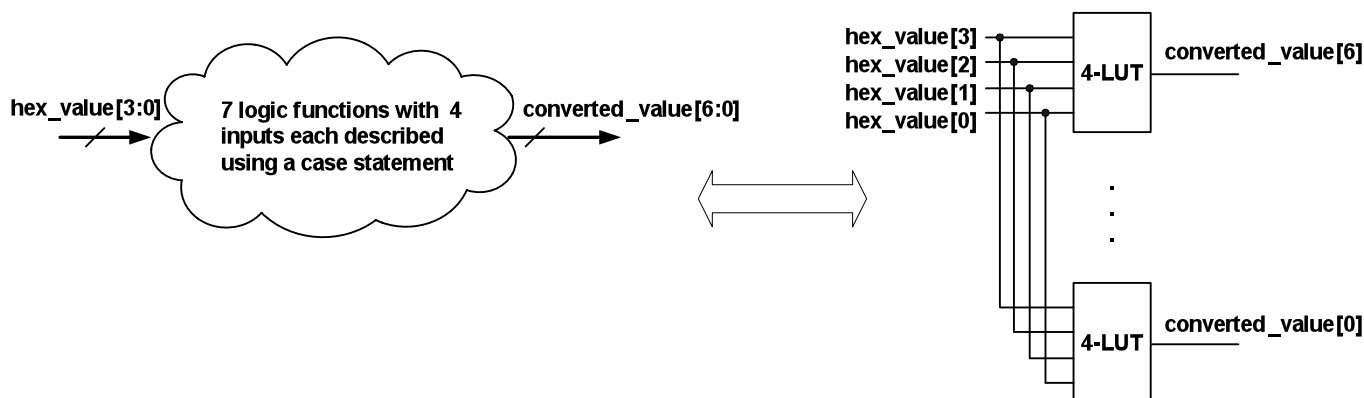 hex_value[3:0]
7 logic functions with 4
inputs each described
using a case statement
converted_value[6:0]
hex_value[3]
hex_value[2]
hex_value[1]
hex_value[0]
4-LUT
converted_value[6]
4-LUT
converted_value[0]